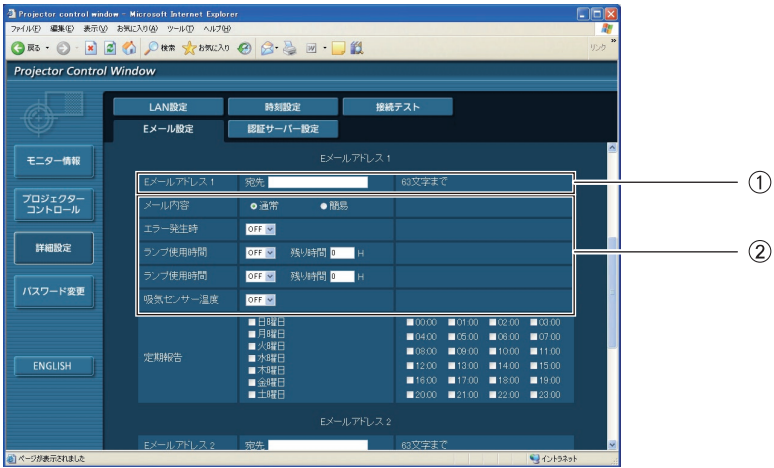 Projector control window - Microsoft Internet Explorer
ファイル(F) 編集(E) 表示(V) お気に入り(A) ツール(T) ヘルプ(H)
戻る 検索 お気に入り リンク »
Projector Control Window
LAN設定 時刻設定 接続テスト
Eメール設定 認証サーバー設定
モニター情報
プロジェクター
コントロール
詳細設定
パスワード変更
ENGLISH
Eメールアドレス 1
Eメールアドレス 1 宛先 63文字まで
メール内容 通常 簡易
エラー発生時 OFF
ランプ使用時間 OFF 残り時間 0 H
ランプ使用時間 OFF 残り時間 0 H
吸気センサー温度 OFF
定期報告
日曜日
月曜日
火曜日
水曜日
木曜日
金曜日
土曜日
00:00 01:00 02:00 03:00
04:00 05:00 06:00 07:00
08:00 09:00 10:00 11:00
12:00 13:00 14:00 15:00
16:00 17:00 18:00 19:00
20:00 21:00 22:00 23:00
Eメールアドレス 2
Eメールアドレス 2 宛先 63文字まで
ページが表示されました イントラネット
①
②